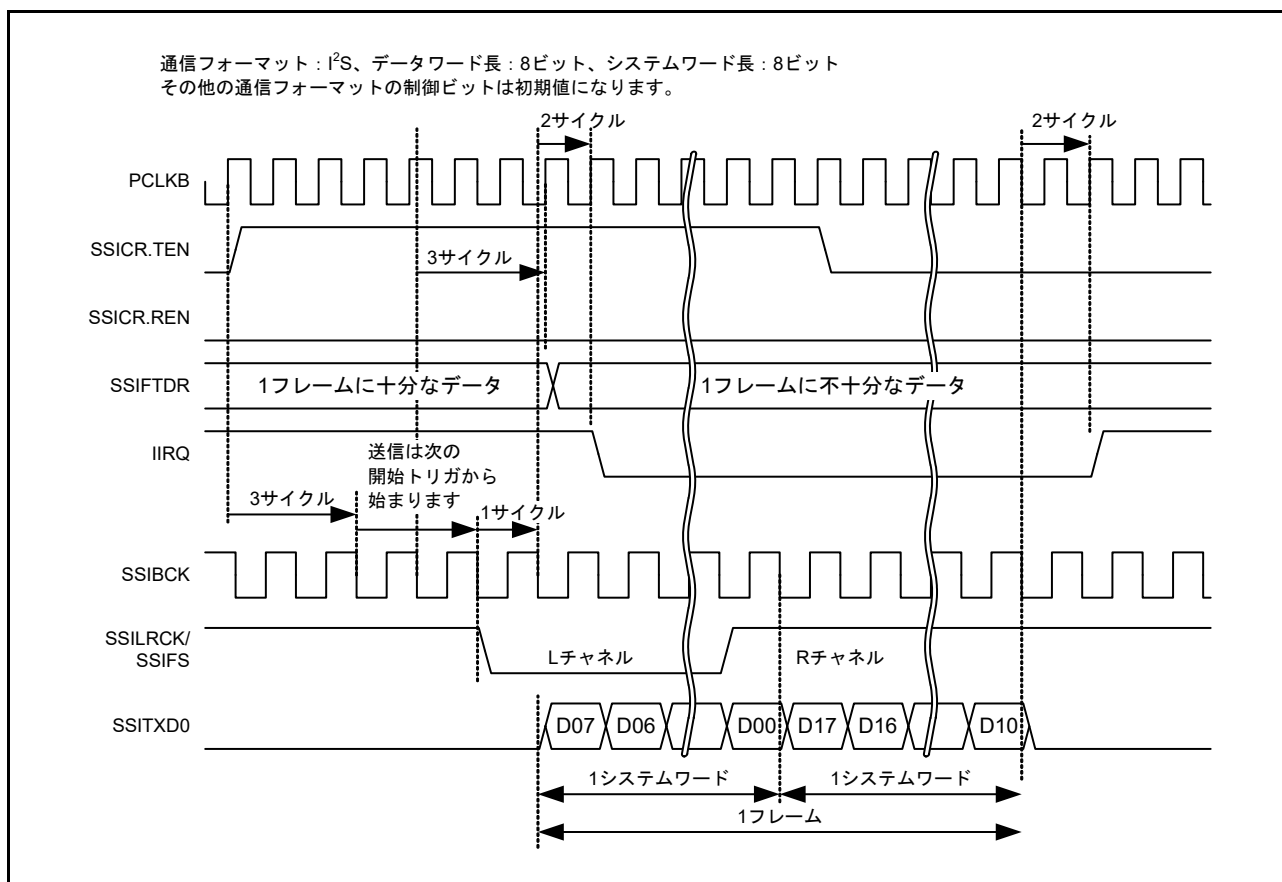 通信フォーマット：I²S、データワード長：8ビット、システムワード長：8ビット
その他の通信フォーマットの制御ビットは初期値になります。
2サイクル
2サイクル
PCLKB
SSICR.TEN
3サイクル
SSICR.REN
SSIFTDR
1フレームに十分なデータ
1フレームに不十分なデータ
IIRQ
送信は次の
開始トリガから
始まります
3サイクル
1サイクル
SSIBCK
SSILRCK/
SSIFS
Lチャネル
Rチャネル
SSITXD0
D07
D06
D00
D17
D16
D10
1システムワード
1システムワード
1フレーム